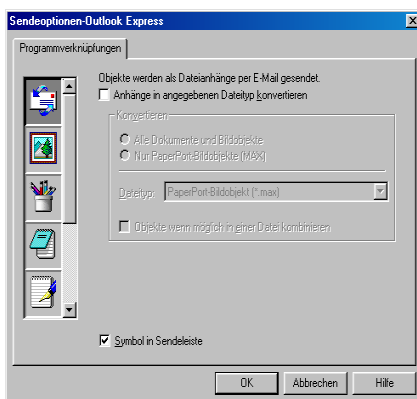 Sendeoptionen-Outlook Express
Programmverknüpfungen
Objekte werden als Dateianhänge per E-Mail gesendet.
Anhänge in angegebenen Dateityp konvertieren
Konvertieren
Alle Dokumente und Bildobjekte
Nur PaperPort-Bildobjekte (MAX)
Dateityp: PaperPort-Bildobjekt (*.max)
Objekte wenn möglich in einer Datei kombinieren
Symbol in Sendeleiste
OK Abbrechen Hilfe